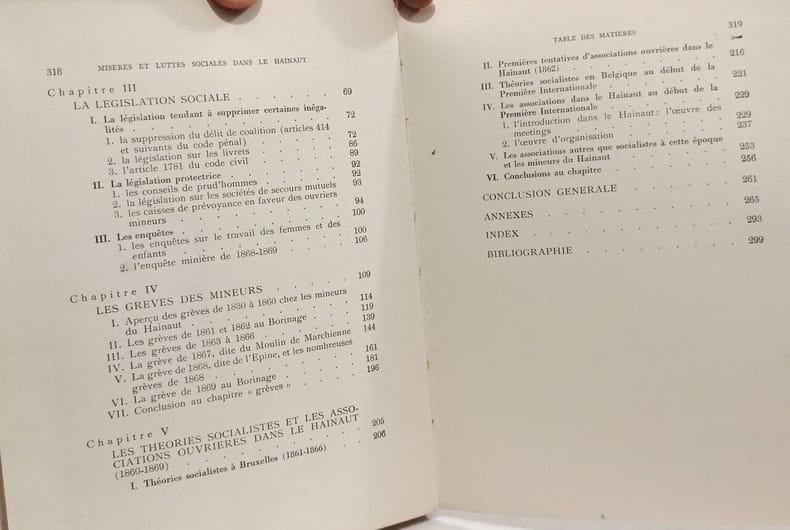 318 MISERES ET LUTTES SOCIALES DANS LE HAINAUT
Chapitre III
LA LEGISLATION SOCIALE . . . . . 69
I. La législation tendant à supprimer certaines inéga-
lités . . . . . . . . . . 72
1. la suppression du délit de coalition (articles 414
et suivants du code pénal) . . . . 72
2. la législation sur les livrets . . . . 86
3. l'article 1781 du code civil . . . . 89
II. La législation protectrice . . . . . 92
1. les conseils de prud'hommes . . . . 92
2. la législation sur les sociétés de secours mutuels 93
3. les caisses de prévoyance en faveur des ouvriers
mineurs . . . . . . . . . 94
III. Les enquêtes . . . . . . . . 100
1. les enquêtes sur le travail des femmes et des
enfants . . . . . . . . . 100
2. l'enquête minière de 1868-1869 . . . . 106
Chapitre IV
LES GREVES DES MINEURS . . . . . 109
I. Aperçu des grèves de 1830 à 1860 chez les mineurs
du Hainaut . . . . . . . . 114
II. Les grèves de 1861 et 1862 au Borinage . . . 119
III. Les grèves de 1863 à 1866 . . . . . 139
IV. La grève de 1867, dite du Moulin de Marchienne 144
V. La grève de 1868, dite de l'Epine, et les nombreuses
grèves de 1868 . . . . . . . 161
VI. La grève de 1869 au Borinage . . . . 181
VII. Conclusion au chapitre « grèves » . . . . 196
Chapitre V
LES THEORIES SOCIALISTES ET LES ASSO-
CIATIONS OUVRIERES DANS LE HAINAUT
(1860-1869) . . . . . . . . . 205
I. Théories socialistes à Bruxelles (1861-1866) . . 206
TABLE DES MATIERES 319
II. Premières tentatives d'associations ouvrières dans le
Hainaut (1862) . . . . . . . 216
III. Théories socialistes en Belgique au début de la
Première Internationale . . . . . . 221
IV. Les associations dans le Hainaut au début de la
Première Internationale . . . . . . 229
1. l'introduction dans le Hainaut : l'œuvre des
meetings . . . . . . . . . 229
2. l'œuvre d'organisation . . . . . . 237
V. Les associations autres que socialistes à cette époque
et les mineurs du Hainaut . . . . . 253
VI. Conclusions au chapitre . . . . . . 256
CONCLUSION GENERALE . . . . . . 261
ANNEXES . . . . . . . . . . 265
INDEX . . . . . . . . . . . 293
BIBLIOGRAPHIE . . . . . . . . 299